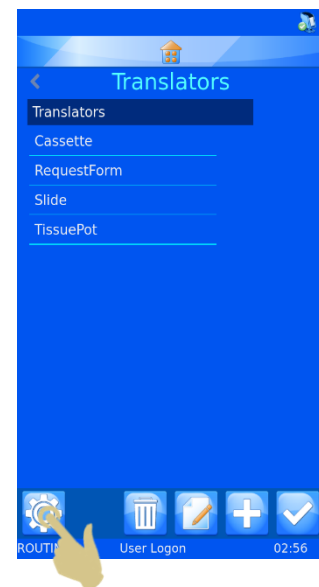 Translators
Translators
Cassette
RequestForm
Slide
TissuePot
User Logon 02:56